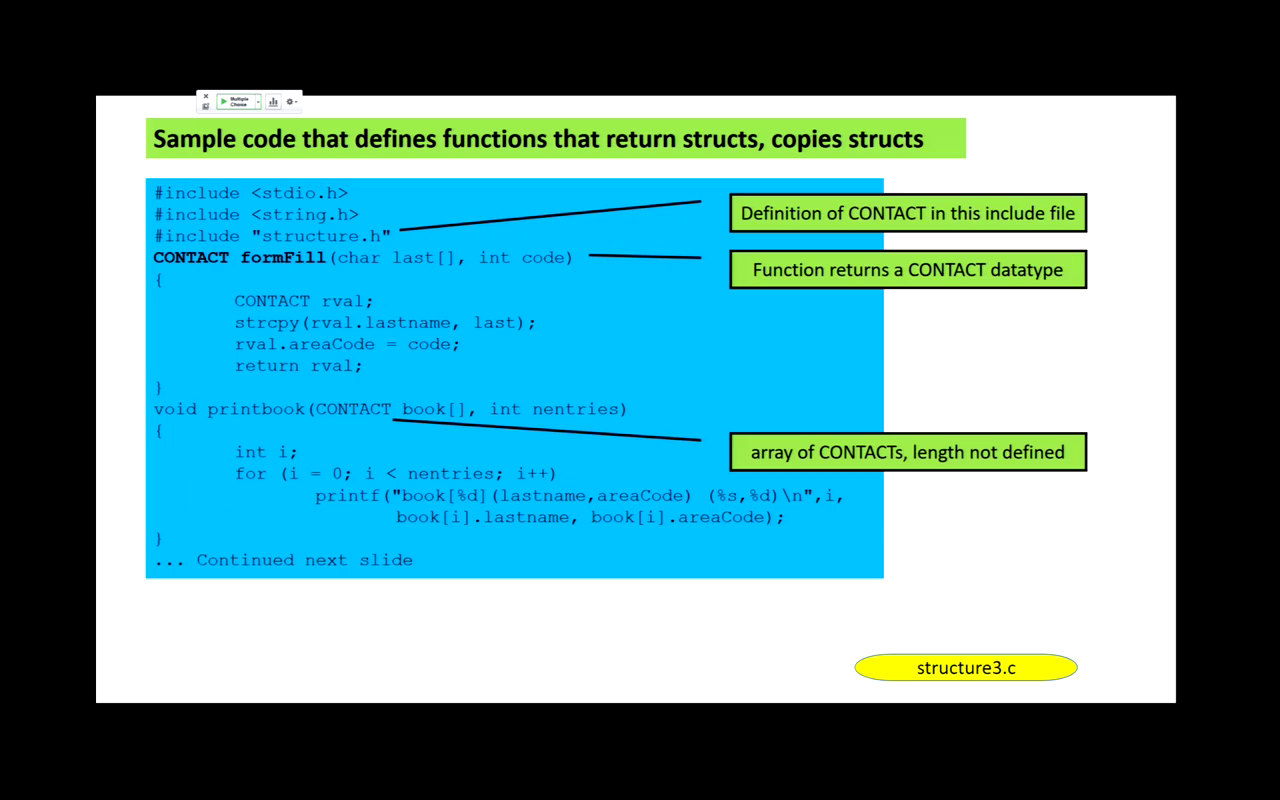 Multiple
Choice
Sample code that defines functions that return structs, copies structs
#include <stdio.h>
#include <string.h>
#include "structure.h"
CONTACT formFill(char last[], int code)
{
CONTACT rval;
strcpy(rval.lastname, last);
rval.areaCode = code;
return rval;
}
void printbook(CONTACT book[], int nentries)
{
int i;
for (i = 0; i < nentries; i++)
printf("book[%d](lastname,areaCode) (%s,%d)\n",i,
book[i].lastname, book[i].areaCode);
}
... Continued next slide
Definition of CONTACT in this include file
Function returns a CONTACT datatype
array of CONTACTs, length not defined
structure3.c